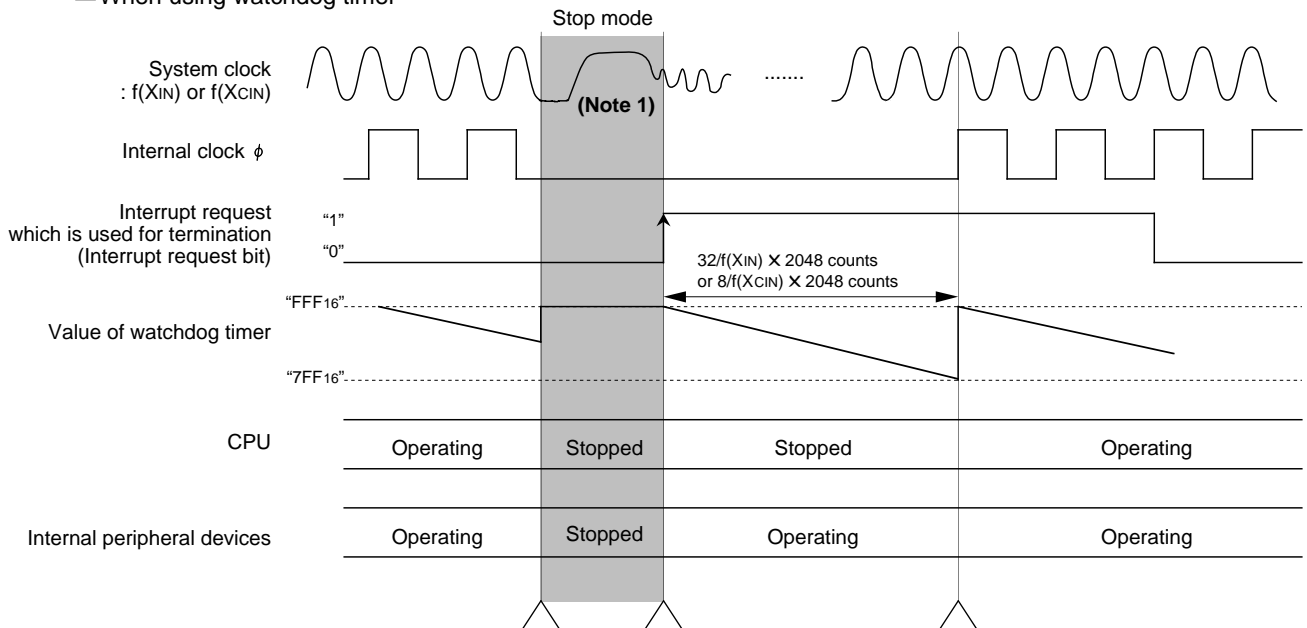 —When using watchdog timer
Stop mode
System clock
: f(XIN) or f(XCIN)
(Note 1)
.......
Internal clock ϕ
Interrupt request
which is used for termination
(Interrupt request bit)
“1”
“0”
32/f(XIN) ✕ 2048 counts
or 8/f(XCIN) ✕ 2048 counts
“FFF16”
Value of watchdog timer
“7FF16”
CPU
Operating
Stopped
Stopped
Operating
Internal peripheral devices
Operating
Stopped
Operating
Operating